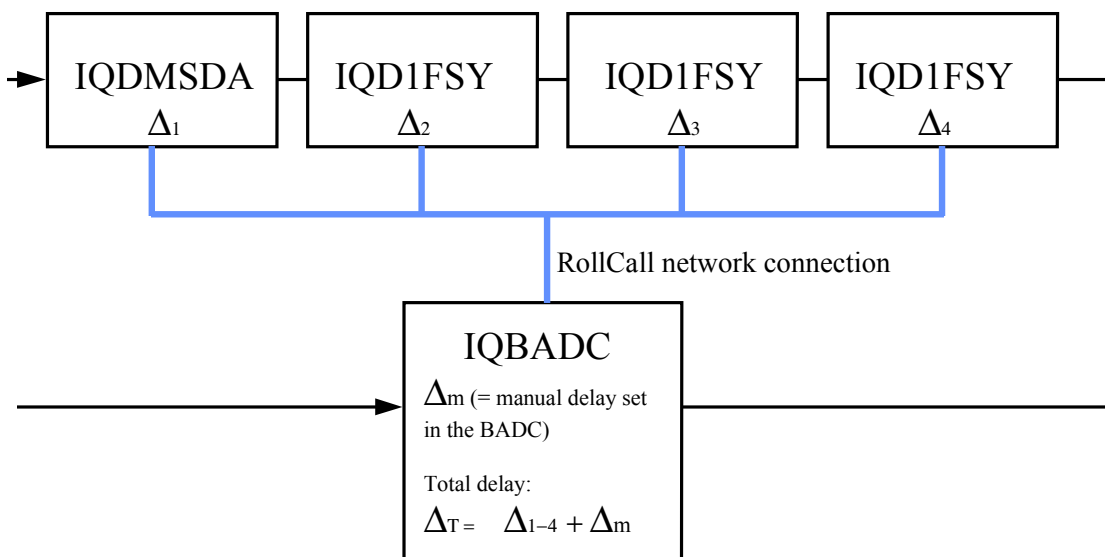 IQDMSDA
Δ1
IQD1FSY
Δ2
IQD1FSY
Δ3
IQD1FSY
Δ4
RollCall network connection
IQBADC
Δm (= manual delay set
in the BADC)
Total delay:
ΔT = Δ1–4 + Δm